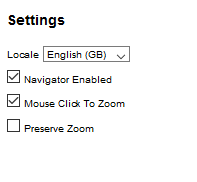 Settings
Locale English (GB)
Navigator Enabled
Mouse Click To Zoom
Preserve Zoom